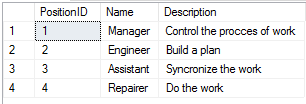 PositionID Name Description
1 1 Manager Control the procces of work
2 2 Engineer Build a plan
3 3 Assistant Syncronize the work
4 4 Repairer Do the work